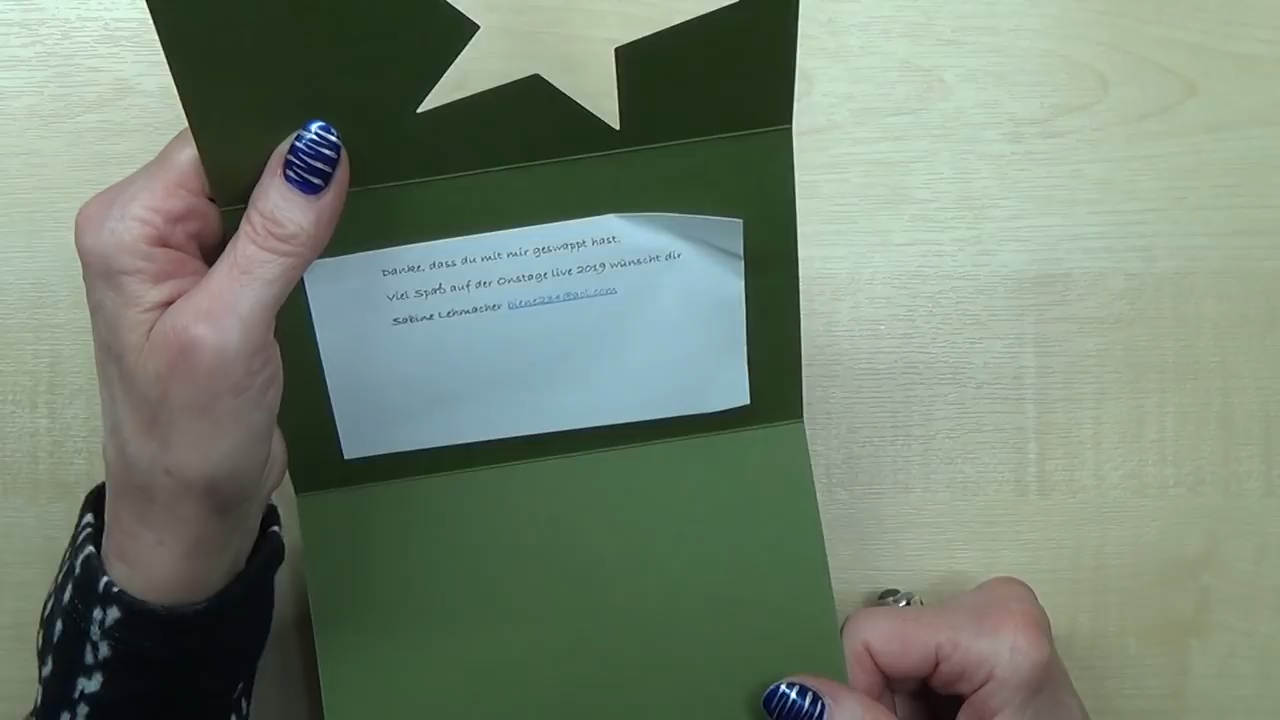 Danke, dass du mit mir geswappt hast.
Viel Spaß auf der Onstage live 2019 wünscht dir
Sabine Lehmacher